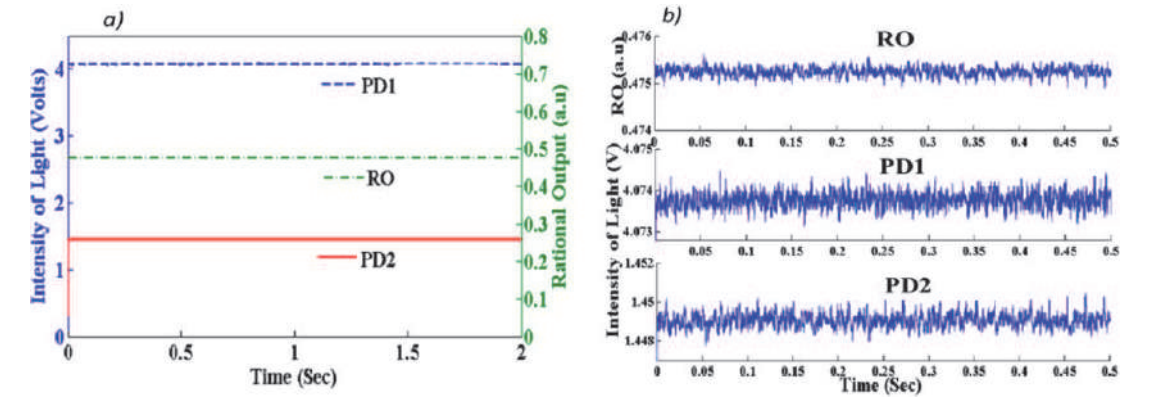 a)
Intensity of Light (Volts)
4
3
2
1
0
PD1
RO
PD2
0 0.5 1 1.5 2
Time (Sec)
0.8
0.7
0.6
0.5
0.4
0.3
0.2
0.1
0
Rational Output (a.u)
b)
RO
RO (a.u)
0.476
0.475
0.474
0 0.05 0.1 0.15 0.2 0.25 0.3 0.35 0.4 0.45 0.5
PD1
Intensity of Light (V)
4.075
4.074
4.073
0.05 0.1 0.15 0.2 0.25 0.3 0.35 0.4 0.45 0.5
PD2
1.452
1.45
1.448
0 0.05 0.1 0.15 0.2 0.25 0.3 0.35 0.4 0.45 0.5
Time (Sec)